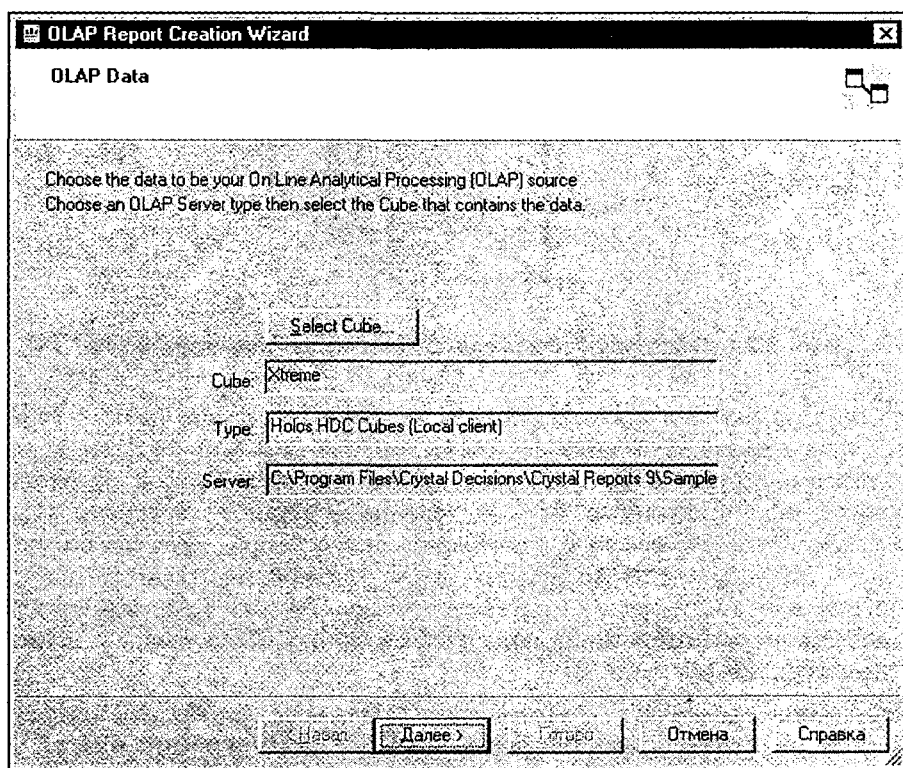 OLAP Report Creation Wizard
OLAP Data
Choose the data to be your On Line Analytical Processing (OLAP) source
Choose an OLAP Server type then select the Cube that contains the data.
Select Cube...
Cube: Xtreme
Type: Holos HDC Cubes (Local client)
Server: C:\Program Files\Crystal Decisions\Crystal Reports 9\Sample
< Назад Далее > Готово Отмена Справка